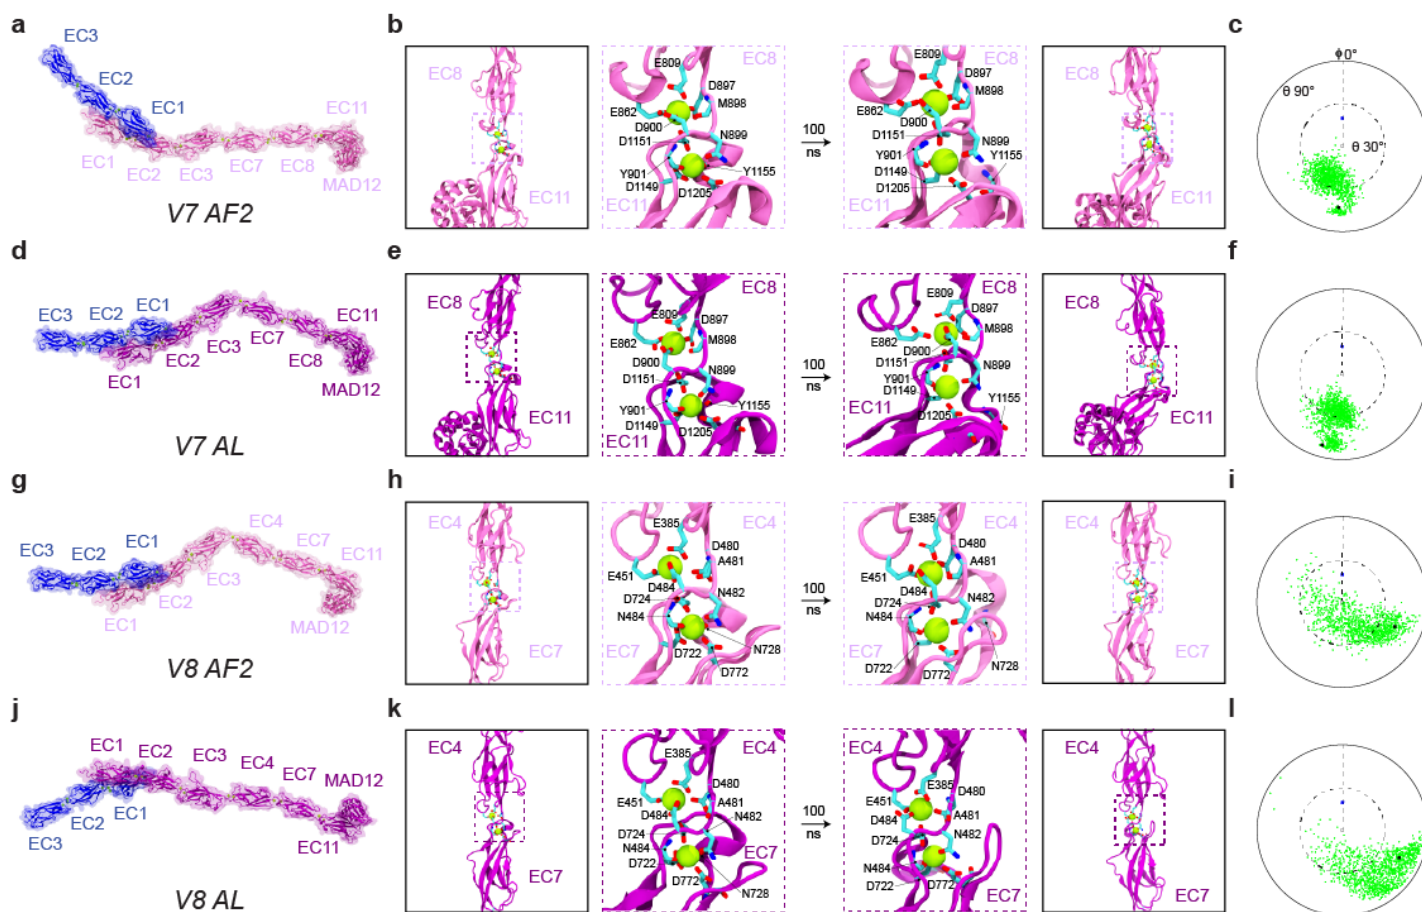 a
EC3
EC2
EC1
EC11
EC1
EC2
EC3
EC7
EC8
MAD12
V7 AF2
b
EC8
EC11
E809
EC8
D897
M898
E862
D900
D1151
N899
Y901
D1149
Y1155
D1205
EC11
100
ns
E809
EC8
D897
M898
E862
D900
D1151
N899
Y901
D1149
D1205
Y1155
EC11
EC8
EC11
c
ϕ 0°
θ 90°
θ 30°
d
EC3
EC2
EC1
EC11
EC1
EC2
EC3
EC7
EC8
MAD12
V7 AL
e
EC8
EC11
EC8
E809
D897
M898
E862
D900
D1151
N899
Y901
D1149
Y1155
D1205
EC11
100
ns
E809
EC8
D897
M898
E862
D900
D1151
N899
Y901
D1149
D1205
Y1155
EC11
EC8
EC11
f
g
EC3
EC2
EC1
EC4
EC7
EC11
EC1
EC2
EC3
MAD12
V8 AF2
h
EC4
EC7
E385
EC4
D480
A481
E451
D484
D724
N482
N484
EC7
D722
N728
D772
100
ns
E385
EC4
D480
A481
E451
D484
D724
N482
N484
EC7
D722
N728
D772
EC4
EC7
i
j
EC1
EC2
EC3
EC4
EC7
MAD12
EC1
EC2
EC3
EC11
V8 AL
k
EC4
EC7
E385
EC4
D480
A481
E451
D484
N482
D724
N484
D722
D772
EC7
N728
100
ns
EC4
E385
D480
E451
D484
A481
D724
N482
N484
D722
D772
EC7
EC4
EC7
l